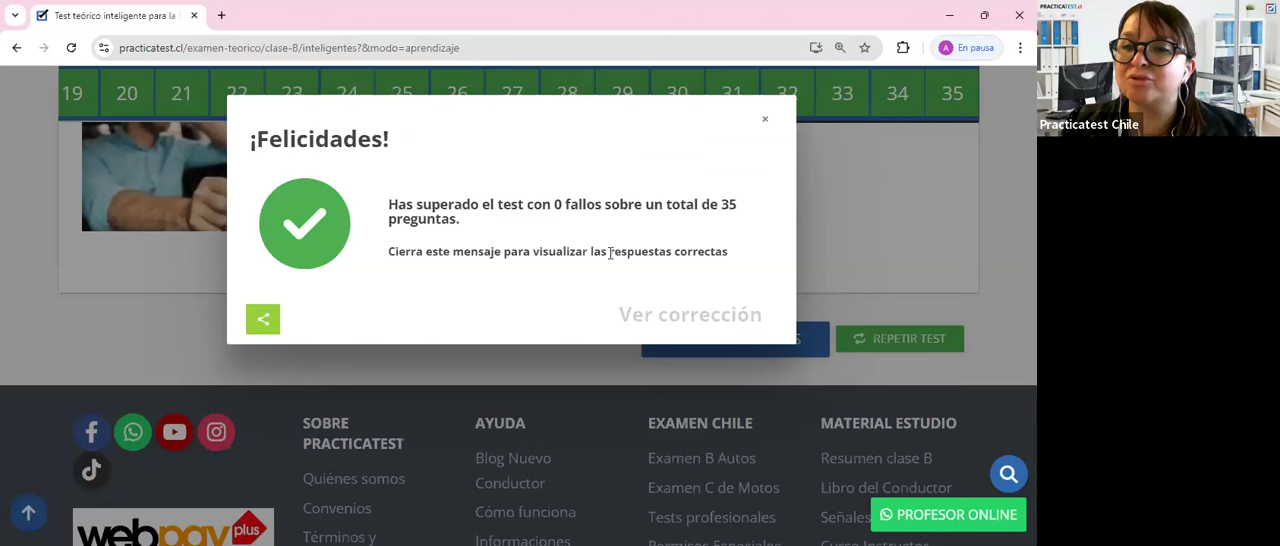 Test teórico inteligente para la
practicatest.cl/examen-teorico/clase-B/inteligentes?&modo=aprendizaje
A
En pausa
PRACTICATEST.cl
Practicatest Chile
19 20 21 22 23 24 25 26 27 28 29 30 31 32 33 34 35
¡Felicidades!
×
Has superado el test con 0 fallos sobre un total de 35
preguntas.
Cierra este mensaje para visualizar las respuestas correctas
Ver corrección
S
REPETIR TEST
SOBRE
PRACTICATEST
Quiénes somos
Convenios
Términos y
AYUDA
Blog Nuevo
Conductor
Cómo funciona
Informaciones
EXAMEN CHILE
Examen B Autos
Examen C de Motos
Tests profesionales
Permisos Especiales
MATERIAL ESTUDIO
Resumen clase B
Libro del Conductor
Señales
Curso Instructor
webpay plus
PROFESOR ONLINE